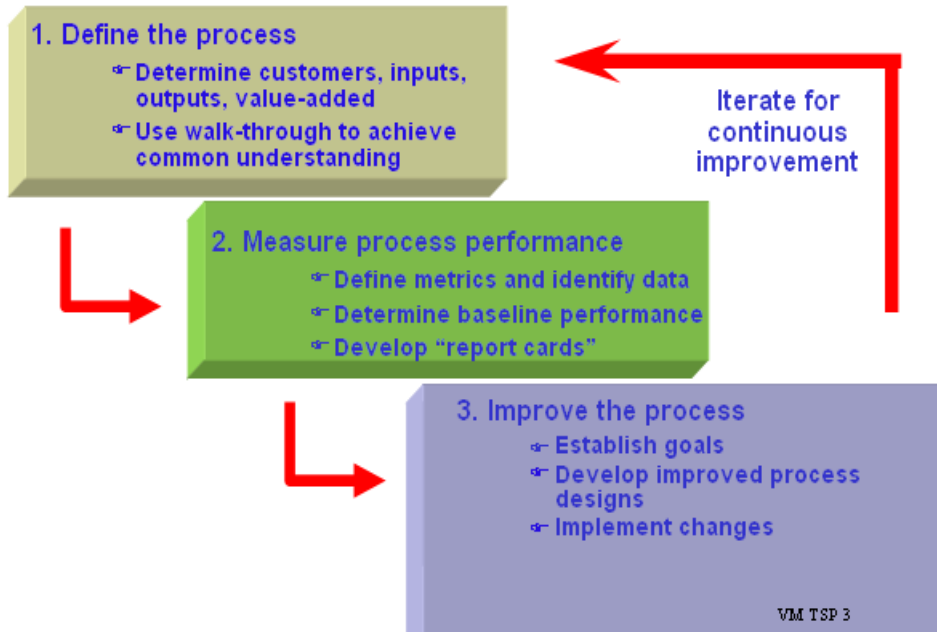 1. Define the process
☞ Determine customers, inputs,
outputs, value-added
☞ Use walk-through to achieve
common understanding
Iterate for
continuous
improvement
2. Measure process performance
☞ Define metrics and identify data
☞ Determine baseline performance
☞ Develop “report cards”
3. Improve the process
☞ Establish goals
☞ Develop improved process
designs
☞ Implement changes
VM TSP 3